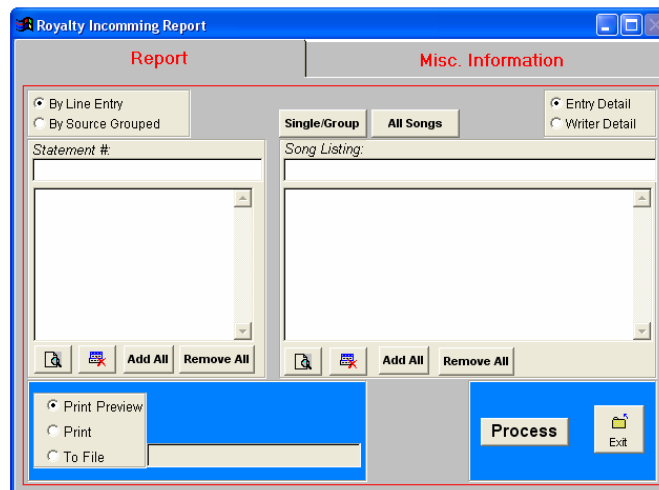 Royalty Incomming Report
Report
Misc. Information
By Line Entry
By Source Grouped
Single/Group
All Songs
Entry Detail
Writer Detail
Statement #:
Song Listing:
Add All
Remove All
Add All
Remove All
Print Preview
Print
To File
Process
Exit